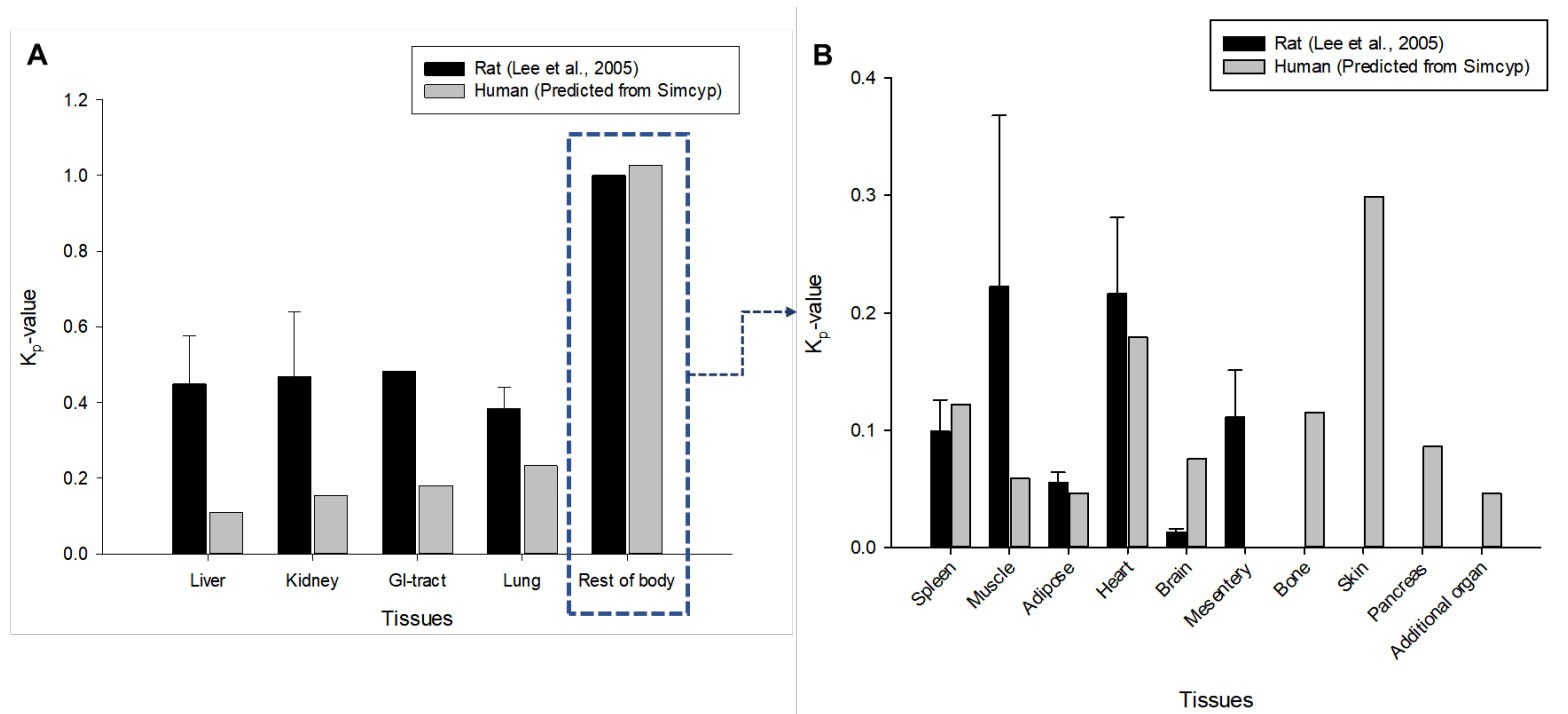 A
Rat (Lee et al., 2005)
Human (Predicted from Simcyp)
1.2
1.0
0.8
0.6
0.4
0.2
0.0
Kp-value
Liver Kidney GI-tract Lung Rest of body
Tissues
B
Rat (Lee et al., 2005)
Human (Predicted from Simcyp)
0.4
0.3
0.2
0.1
0.0
Kp-value
Spleen Muscle Adipose Heart Brain Mesentery Bone Skin Pancreas Additional organ
Tissues